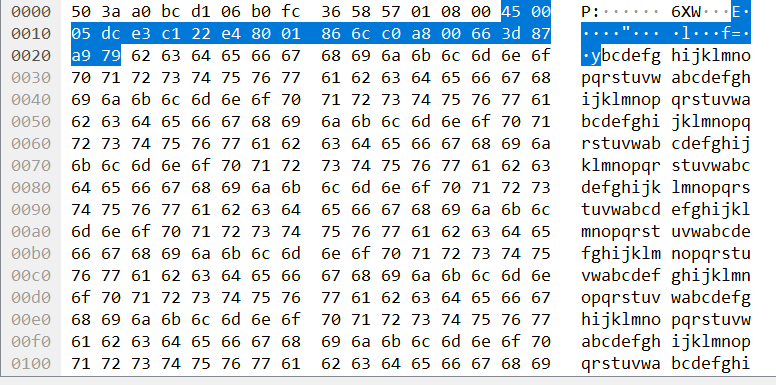 0000 50 3a a0 bc d1 06 b0 fc 36 58 57 01 08 00 45 00 P:······ 6XW···E·
0010 05 dc e3 c1 22 e4 80 01 86 6c c0 a8 00 66 3d 87 ····"··· ·l···f=·
0020 a9 79 62 63 64 65 66 67 68 69 6a 6b 6c 6d 6e 6f ·ybcdefg hijklmno
0030 70 71 72 73 74 75 76 77 61 62 63 64 65 66 67 68 pqrstuvw abcdefgh
0040 69 6a 6b 6c 6d 6e 6f 70 71 72 73 74 75 76 77 61 ijklmnop qrstuvwa
0050 62 63 64 65 66 67 68 69 6a 6b 6c 6d 6e 6f 70 71 bcdefghi jklmnopq
0060 72 73 74 75 76 77 61 62 63 64 65 66 67 68 69 6a rstuvwab cdefghij
0070 6b 6c 6d 6e 6f 70 71 72 73 74 75 76 77 61 62 63 klmnopqr stuvwabc
0080 64 65 66 67 68 69 6a 6b 6c 6d 6e 6f 70 71 72 73 defghijk lmnopqrs
0090 74 75 76 77 61 62 63 64 65 66 67 68 69 6a 6b 6c tuvwabcd efghijkl
00a0 6d 6e 6f 70 71 72 73 74 75 76 77 61 62 63 64 65 mnopqrst uvwabcde
00b0 66 67 68 69 6a 6b 6c 6d 6e 6f 70 71 72 73 74 75 fghijklm nopqrstu
00c0 76 77 61 62 63 64 65 66 67 68 69 6a 6b 6c 6d 6e vwabcdef ghijklmn
00d0 6f 70 71 72 73 74 75 76 77 61 62 63 64 65 66 67 opqrstuv wabcdefg
00e0 68 69 6a 6b 6c 6d 6e 6f 70 71 72 73 74 75 76 77 hijklmno pqrstuvw
00f0 61 62 63 64 65 66 67 68 69 6a 6b 6c 6d 6e 6f 70 abcdefgh ijklmnop
0100 71 72 73 74 75 76 77 61 62 63 64 65 66 67 68 69 qrstuvwa bcdefghi